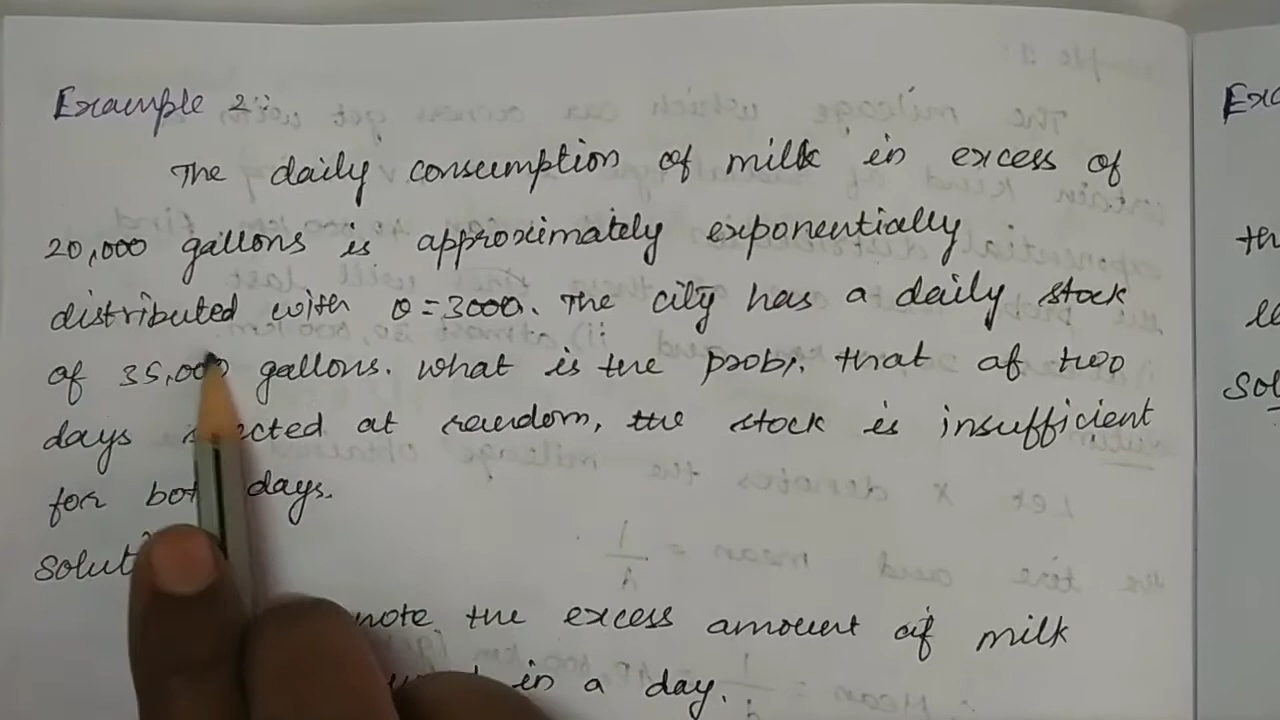 Example 2:
The daily consumption of milk in excess of
20,000 gallons is approximately exponentially
distributed with θ = 3000. The city has a daily stock
of 35,000 gallons. What is the prob. that of two
days at random, the stock is insufficient
for both days.
note the excess amount of milk
in a day.